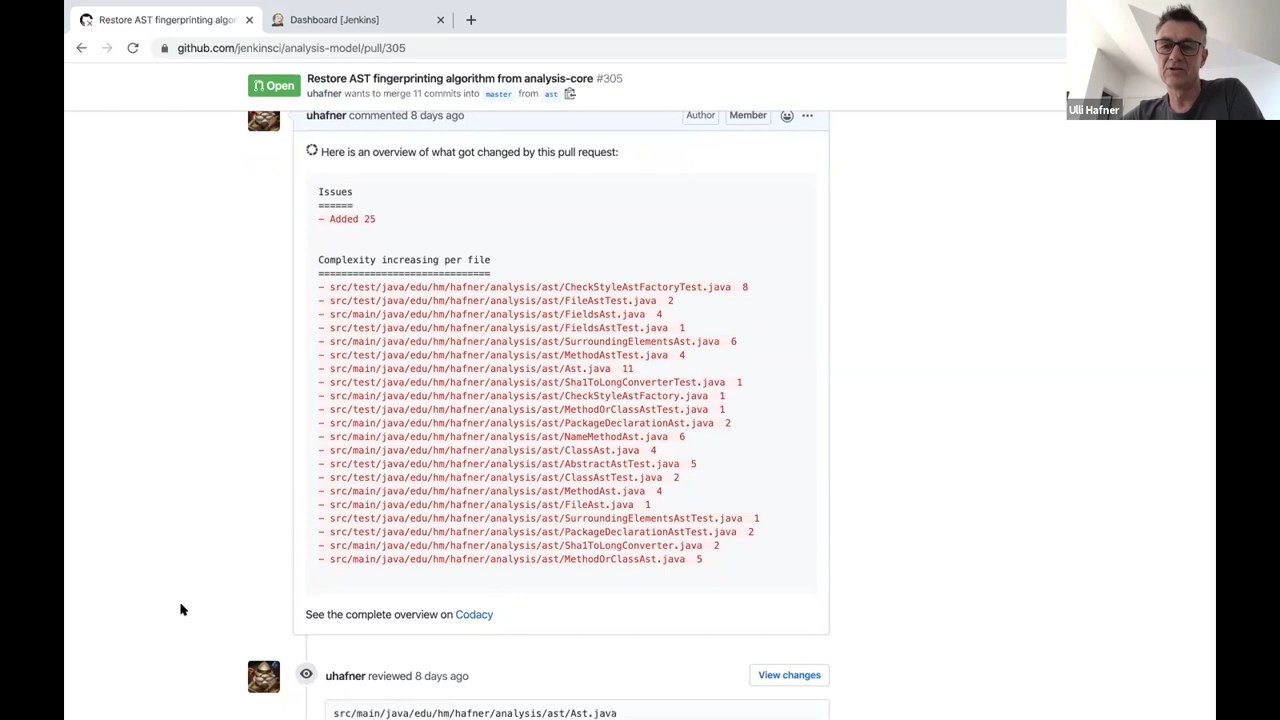 Restore AST fingerprinting algor
Dashboard [Jenkins]
github.com/jenkinsci/analysis-model/pull/305
Ulli Hafner
Open
Restore AST fingerprinting algorithm from analysis-core #305
uhafner wants to merge 11 commits into master from ast
uhafner commented 8 days ago
Author
Member
Here is an overview of what got changed by this pull request:
Issues
======
- Added 25
Complexity increasing per file
==============================
- src/test/java/edu/hm/hafner/analysis/ast/CheckStyleAstFactoryTest.java 8
- src/test/java/edu/hm/hafner/analysis/ast/FileAstTest.java 2
- src/main/java/edu/hm/hafner/analysis/ast/FieldsAst.java 4
- src/test/java/edu/hm/hafner/analysis/ast/FieldsAstTest.java 1
- src/main/java/edu/hm/hafner/analysis/ast/SurroundingElementsAst.java 6
- src/test/java/edu/hm/hafner/analysis/ast/MethodAstTest.java 4
- src/main/java/edu/hm/hafner/analysis/ast/Ast.java 11
- src/test/java/edu/hm/hafner/analysis/ast/Sha1ToLongConverterTest.java 1
- src/main/java/edu/hm/hafner/analysis/ast/CheckStyleAstFactory.java 1
- src/test/java/edu/hm/hafner/analysis/ast/MethodOrClassAstTest.java 1
- src/main/java/edu/hm/hafner/analysis/ast/PackageDeclarationAst.java 2
- src/main/java/edu/hm/hafner/analysis/ast/NameMethodAst.java 6
- src/main/java/edu/hm/hafner/analysis/ast/ClassAst.java 4
- src/test/java/edu/hm/hafner/analysis/ast/AbstractAstTest.java 5
- src/test/java/edu/hm/hafner/analysis/ast/ClassAstTest.java 2
- src/main/java/edu/hm/hafner/analysis/ast/MethodAst.java 4
- src/main/java/edu/hm/hafner/analysis/ast/FileAst.java 1
- src/test/java/edu/hm/hafner/analysis/ast/SurroundingElementsAstTest.java 1
- src/test/java/edu/hm/hafner/analysis/ast/PackageDeclarationAstTest.java 2
- src/main/java/edu/hm/hafner/analysis/ast/Sha1ToLongConverter.java 2
- src/main/java/edu/hm/hafner/analysis/ast/MethodOrClassAst.java 5
See the complete overview on Codacy
uhafner reviewed 8 days ago
View changes
src/main/java/edu/hm/hafner/analysis/ast/Ast.java